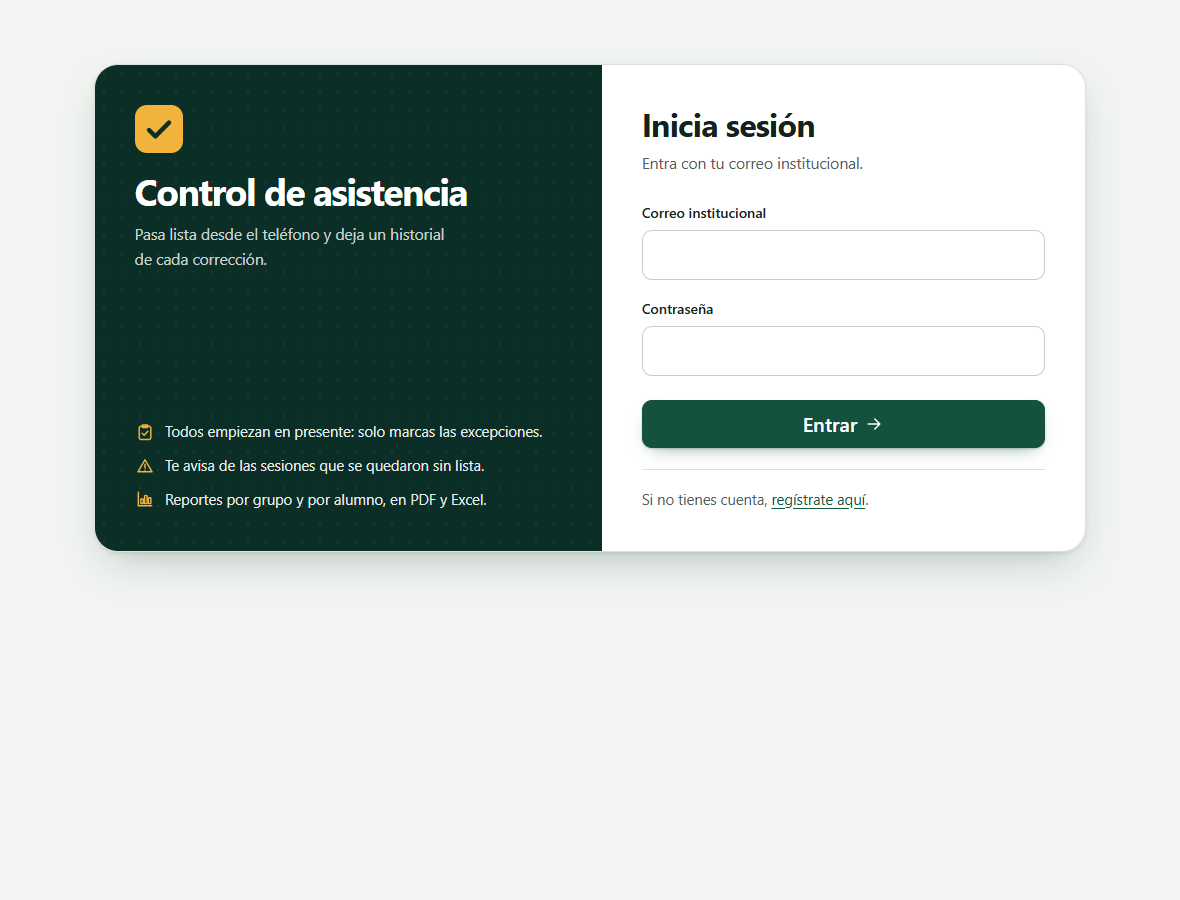 Control de asistencia
Pasa lista desde el teléfono y deja un historial
de cada corrección.
Todos empiezan en presente: solo marcas las excepciones.
Te avisa de las sesiones que se quedaron sin lista.
Reportes por grupo y por alumno, en PDF y Excel.
Inicia sesión
Entra con tu correo institucional.
Correo institucional
Contraseña
Entrar →
Si no tienes cuenta, regístrate aquí.